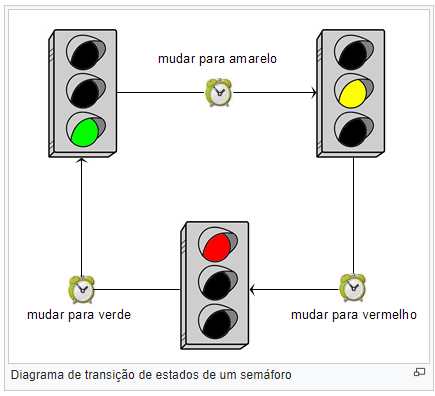 mudar para amarelo
mudar para verde
mudar para vermelho
Diagrama de transição de estados de um semáforo